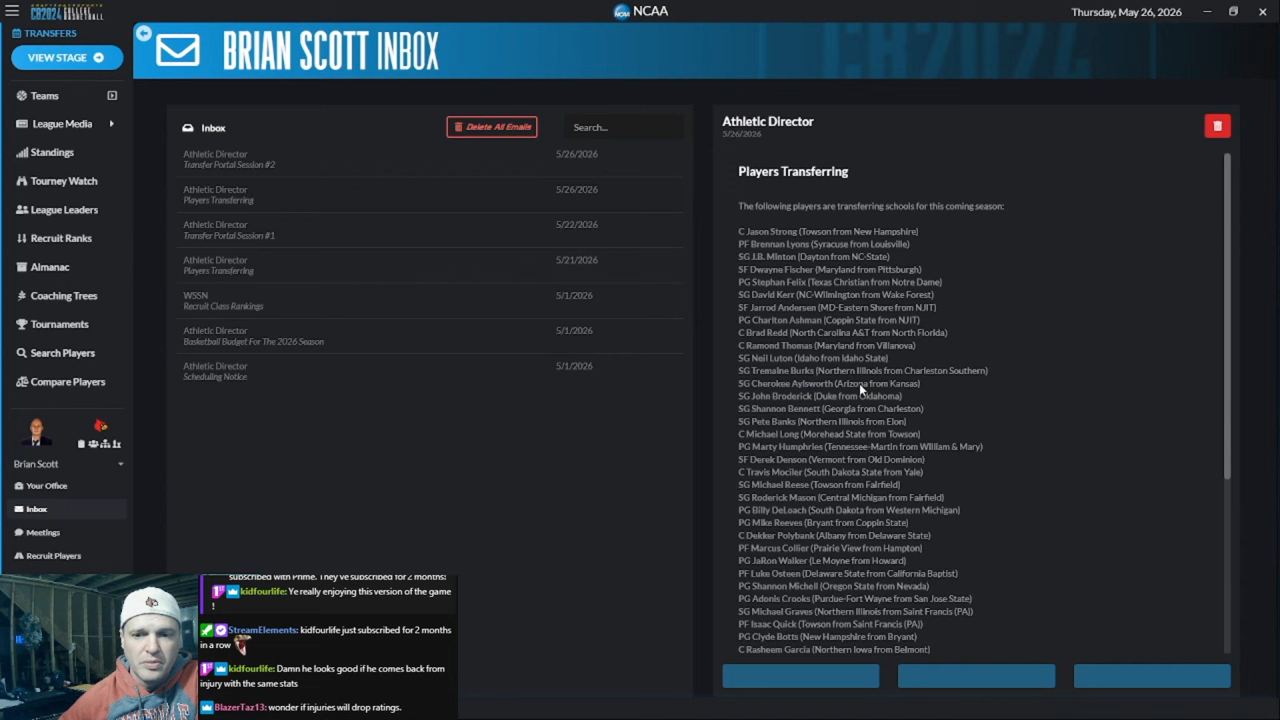 CB2024 COLLEGE BASKETBALL
NCAA
Thursday, May 26, 2026
TRANSFERS
VIEW STAGE
Teams
League Media
Standings
Tourney Watch
League Leaders
Recruit Ranks
Almanac
Coaching Trees
Tournaments
Search Players
Compare Players
1x
Brian Scott
Your Office
Inbox
Meetings
Recruit Players
BRIAN SCOTT INBOX
CB2024
Inbox
Delete All Emails
Search...
Athletic Director 5/26/2026
Transfer Portal Session #2
Athletic Director 5/26/2026
Players Transferring
Athletic Director 5/22/2026
Transfer Portal Session #1
Athletic Director 5/21/2026
Players Transferring
WSSN 5/1/2026
Recruit Class Rankings
Athletic Director 5/1/2026
Basketball Budget For The 2026 Season
Athletic Director 5/1/2026
Scheduling Notice
Athletic Director
5/26/2026
Players Transferring
The following players are transferring schools for this coming season:
C Jason Strong (Towson from New Hampshire)
PF Brennan Lyons (Syracuse from Louisville)
SG J.B. Minton (Dayton from NC-State)
SF Dwayne Fischer (Maryland from Pittsburgh)
PG Stephan Felix (Texas Christian from Notre Dame)
SG David Kerr (NC-Wilmington from Wake Forest)
SF Jarrod Andersen (MD-Eastern Shore from NJIT)
PG Charlton Ashman (Coppin State from NJIT)
C Brad Redd (North Carolina A&T from North Florida)
C Ramond Thomas (Maryland from Villanova)
SG Neil Luton (Idaho from Idaho State)
SG Tremaine Burks (Northern Illinois from Charleston Southern)
SG Cherokee Aylsworth (Arizona from Kansas)
SG John Broderick (Duke from Oklahoma)
SG Shannon Bennett (Georgia from Charleston)
SG Pete Banks (Northern Illinois from Elon)
C Michael Long (Morehead State from Towson)
PG Marty Humphries (Tennessee-Martin from William & Mary)
SF Derek Denson (Vermont from Old Dominion)
C Travis Mociler (South Dakota State from Yale)
SG Michael Reese (Towson from Fairfield)
SG Roderick Mason (Central Michigan from Fairfield)
PG Billy DeLoach (South Dakota from Western Michigan)
PG Mike Reeves (Bryant from Coppin State)
C Dekker Polybank (Albany from Delaware State)
PF Marcus Collier (Prairie View from Hampton)
PG JaRon Walker (Le Moyne from Howard)
PF Luke Osteen (Delaware State from California Baptist)
PG Shannon Michell (Oregon State from Nevada)
PG Adonis Crooks (Purdue-Fort Wayne from San Jose State)
SG Michael Graves (Northern Illinois from Saint Francis (PA))
PF Isaac Quick (Towson from Saint Francis (PA))
PG Clyde Botts (New Hampshire from Bryant)
C Rasheem Garcia (Northern Iowa from Belmont)
subscribed with Prime. They've subscribed for 2 months!
kidfourlife: Ye really enjoying this version of the game
!
StreamElements: kidfourlife just subscribed for 2 months
in a row
kidfourlife: Damn he looks good if he comes back from
injury with the same stats
BlazerTaz13: wonder if injuries will drop ratings.